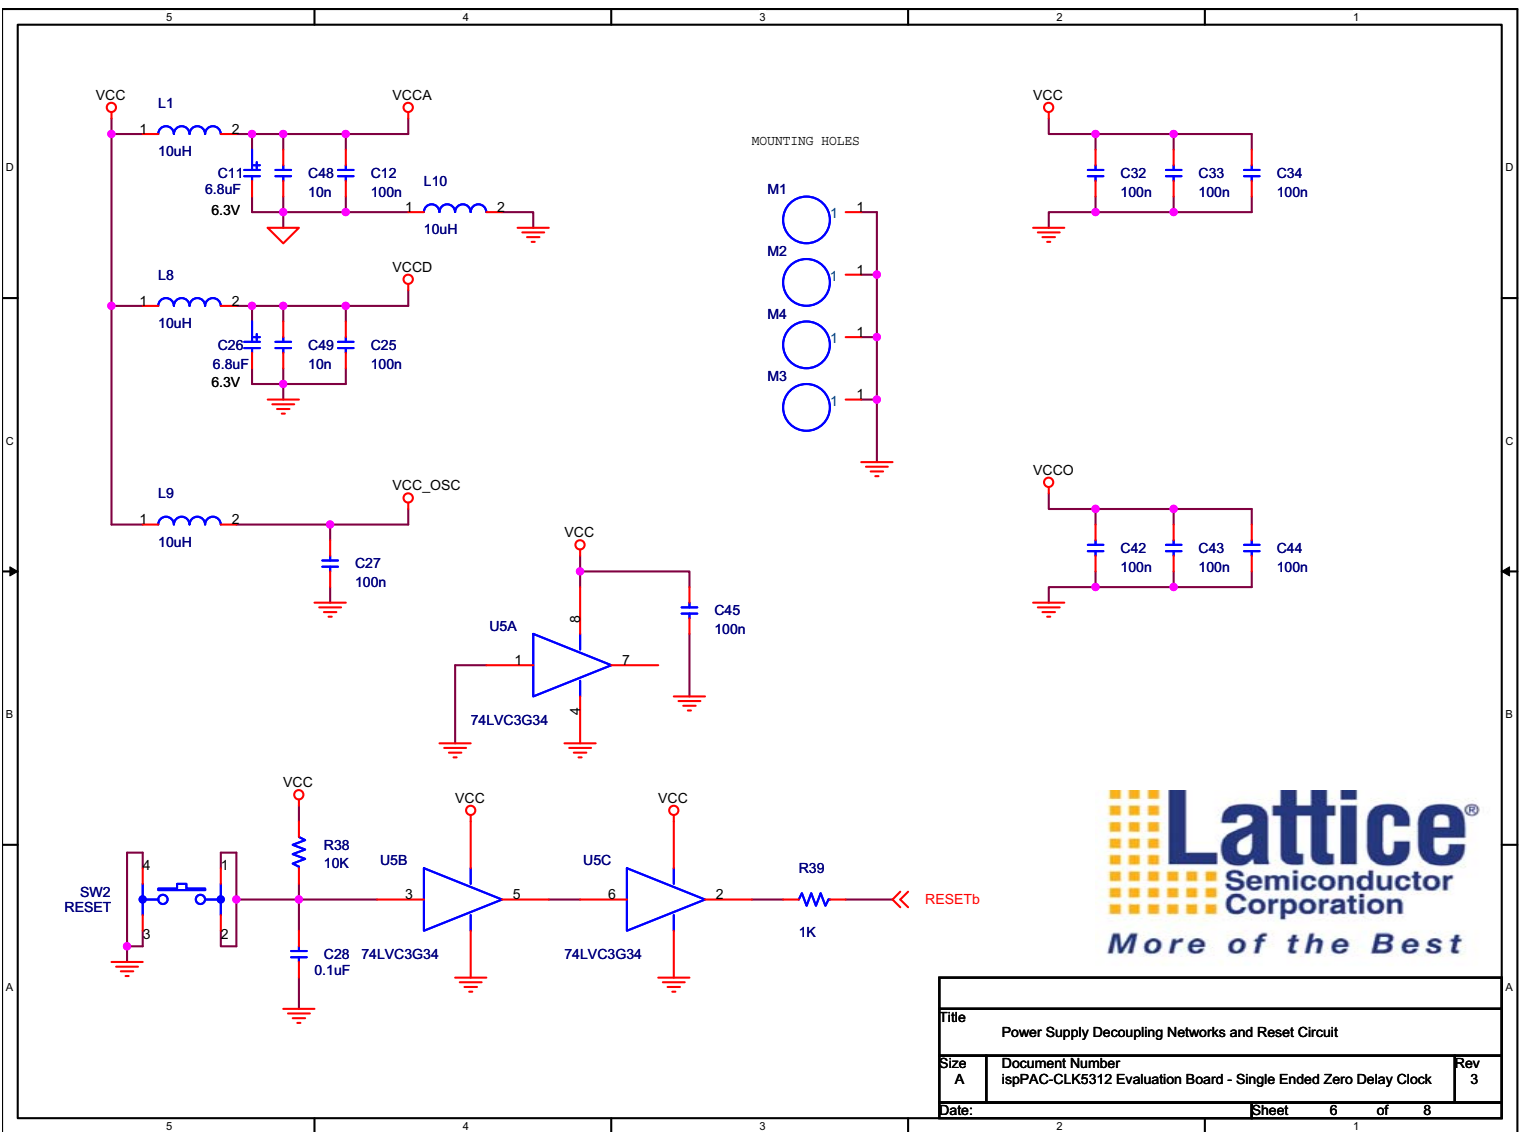 5 4 3 2 1
D
C
B
A
VCC
L1
1 2
10uH
VCCA
C11
6.8uF
6.3V
C48
10n
C12
100n
L10
1 2
10uH
L8
1 2
10uH
VCCD
C26
6.8uF
6.3V
C49
10n
C25
100n
L9
1 2
10uH
VCC_OSC
C27
100n
MOUNTING HOLES
M1
1 1
M2
1 1
M4
1 1
M3
1 1
VCC
C32
100n
C33
100n
C34
100n
VCCO
C42
100n
C43
100n
C44
100n
VCC
U5A
8
1 7
4
74LVC3G34
C45
100n
SW2
RESET
4 1
3 2
VCC
R38
10K
C28
0.1uF
VCC
U5B
3 5
74LVC3G34
VCC
U5C
6 2
74LVC3G34
R39
1K
RESETb
Lattice®
Semiconductor
Corporation
More of the Best
Title
Power Supply Decoupling Networks and Reset Circuit
Size Document Number Rev
A ispPAC-CLK5312 Evaluation Board - Single Ended Zero Delay Clock 3
Date: Sheet 6 of 8
D
C
B
A
5 4 3 2 1